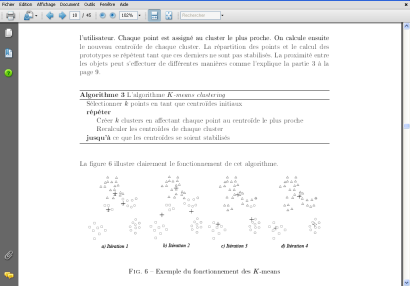 Fichier Edition Affichage Document Outils Fenêtre Aide
10 / 45
102%
Rechercher
l'utilisateur. Chaque point est assigné au cluster le plus proche. On calcule ensuite
le nouveau centroïde de chaque cluster. La répartition des points et le calcul des
prototypes se répètent tant que ces derniers ne sont pas stabilisés. La proximité entre
les objets peut s'effectuer de différentes manières comme l'explique la partie 3 à la
page 9.
Algorithme 3 L'algorithme K-means clustering
Sélectionner k points en tant que centroïdes initiaux
répéter
Créer k clusters en affectant chaque point au centroïde le plus proche
Recalculer les centroïdes de chaque cluster
jusqu'à ce que les centroïdes se soient stabilisés
La figure 6 illustre clairement le fonctionnement de cet algorithme.
a) Itération 1 b) Itération 2 c) Itération 3 d) Itération 4
FIG. 6 – Exemple du fonctionnement des K-means